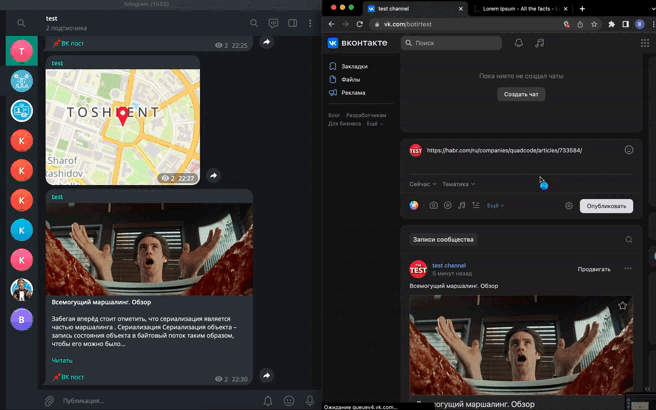 Telegram (1663)
test
2 подписчика
📌ВК пост
2 22:25
test
TOSHKENT
Sharof
Rashidov
2 22:27
test
Всемогущий маршалинг. Обзор
Забегая вперёд стоит отметить, что сериализация является
частью маршалинга , Сериализация Сериализация объекта –
запись состояния объекта в байтовый поток таким образом,
чтобы его можно было...
Читать
📌ВК пост
2 22:30
Публикация...
T
K
K
K
K
K
B
test channel
Lorem Ipsum - All the facts - L
vk.com/botirtest
ВКОНТАКТЕ
Поиск
Закладки
Файлы
Реклама
Блог Разработчикам
Для бизнеса Ещё
Пока никто не создал чаты
Создать чат
TEST
https://habr.com/ru/companies/quadcode/articles/733584/
Сейчас Тематика
Ещё
Опубликовать
Записи сообщества
TEST
test channel
5 минут назад
Продвигать
Всемогущий маршалинг. Обзор
Всемогущий маршалинг. Обзор
Ожидание queuev4.vk.com...